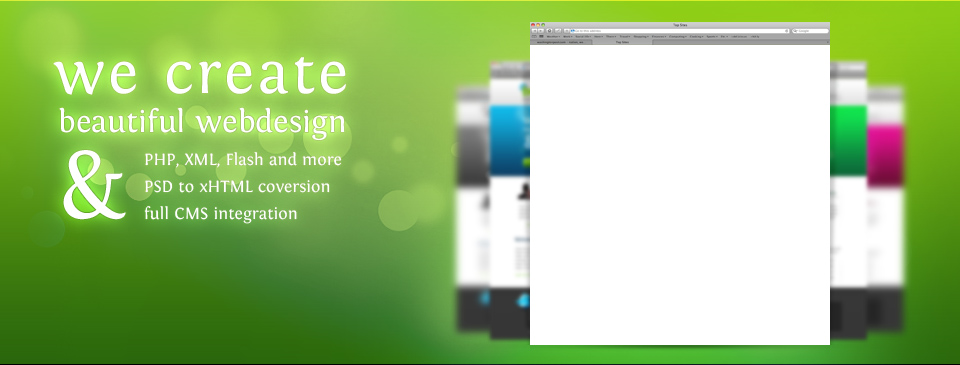 we create
beautiful webdesign
&
PHP, XML, Flash and more
PSD to xHTML coversion
full CMS integration
Top Sites